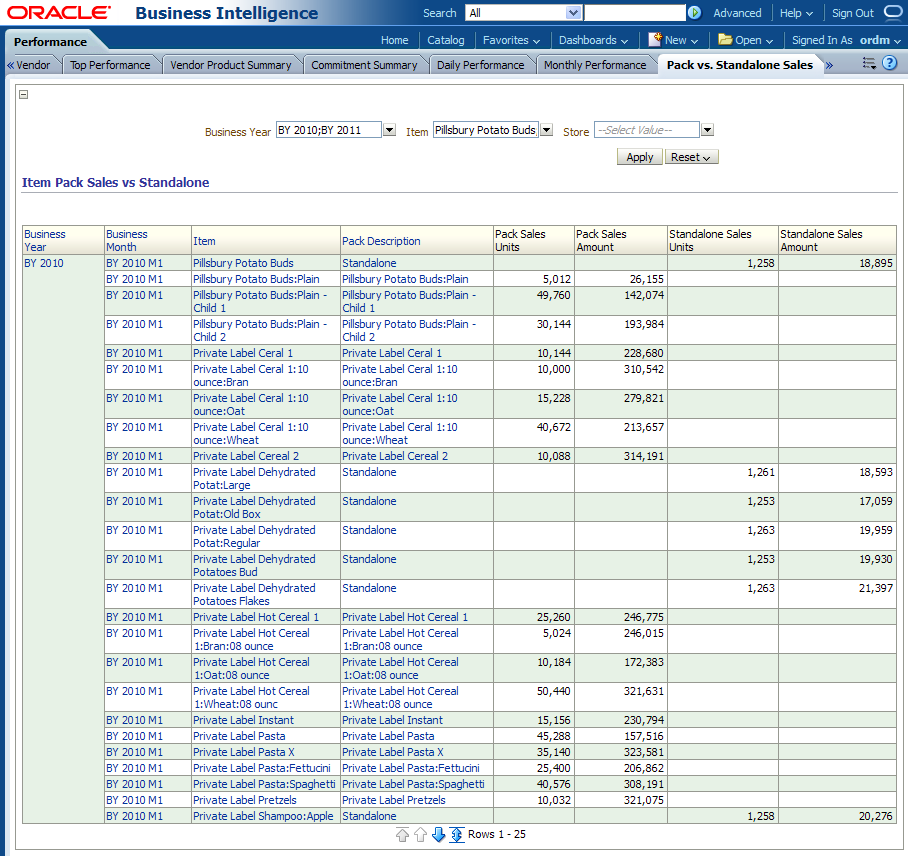 ORACLE Business Intelligence Search All Advanced Help Sign Out
Performance Home Catalog Favorites Dashboards New Open Signed In As ordm
«Vendor Top Performance Vendor Product Summary Commitment Summary Daily Performance Monthly Performance Pack vs. Standalone Sales »
Business Year BY 2010;BY 2011 Item Pillsbury Potato Buds Store --Select Value--
Apply Reset
Item Pack Sales vs Standalone
Business Year Business Month Item Pack Description Pack Sales Units Pack Sales Amount Standalone Sales Units Standalone Sales Amount
BY 2010 BY 2010 M1 Pillsbury Potato Buds Standalone 1,258 18,895
BY 2010 M1 Pillsbury Potato Buds:Plain Pillsbury Potato Buds:Plain 5,012 26,155
BY 2010 M1 Pillsbury Potato Buds:Plain - Child 1 Pillsbury Potato Buds:Plain - Child 1 49,760 142,074
BY 2010 M1 Pillsbury Potato Buds:Plain - Child 2 Pillsbury Potato Buds:Plain - Child 2 30,144 193,984
BY 2010 M1 Private Label Ceral 1 Private Label Ceral 1 10,144 228,680
BY 2010 M1 Private Label Ceral 1:10 ounce:Bran Private Label Ceral 1:10 ounce:Bran 10,000 310,542
BY 2010 M1 Private Label Ceral 1:10 ounce:Oat Private Label Ceral 1:10 ounce:Oat 15,228 279,821
BY 2010 M1 Private Label Ceral 1:10 ounce:Wheat Private Label Ceral 1:10 ounce:Wheat 40,672 213,657
BY 2010 M1 Private Label Cereal 2 Private Label Cereal 2 10,088 314,191
BY 2010 M1 Private Label Dehydrated Potat:Large Standalone 1,261 18,593
BY 2010 M1 Private Label Dehydrated Potat:Old Box Standalone 1,253 17,059
BY 2010 M1 Private Label Dehydrated Potat:Regular Standalone 1,263 19,959
BY 2010 M1 Private Label Dehydrated Potatoes Bud Standalone 1,253 19,930
BY 2010 M1 Private Label Dehydrated Potatoes Flakes Standalone 1,263 21,397
BY 2010 M1 Private Label Hot Cereal 1 Private Label Hot Cereal 1 25,260 246,775
BY 2010 M1 Private Label Hot Cereal 1:Bran:08 ounce Private Label Hot Cereal 1:Bran:08 ounce 5,024 246,015
BY 2010 M1 Private Label Hot Cereal 1:Oat:08 ounce Private Label Hot Cereal 1:Oat:08 ounce 10,184 172,383
BY 2010 M1 Private Label Hot Cereal 1:Wheat:08 ounc Private Label Hot Cereal 1:Wheat:08 ounce 50,440 321,631
BY 2010 M1 Private Label Instant Private Label Instant 15,156 230,794
BY 2010 M1 Private Label Pasta Private Label Pasta 45,288 157,516
BY 2010 M1 Private Label Pasta X Private Label Pasta X 35,140 323,581
BY 2010 M1 Private Label Pasta:Fettucini Private Label Pasta:Fettucini 25,400 206,862
BY 2010 M1 Private Label Pasta:Spaghetti Private Label Pasta:Spaghetti 40,576 308,191
BY 2010 M1 Private Label Pretzels Private Label Pretzels 10,032 321,075
BY 2010 M1 Private Label Shampoo:Apple Standalone 1,258 20,276
Rows 1 - 25